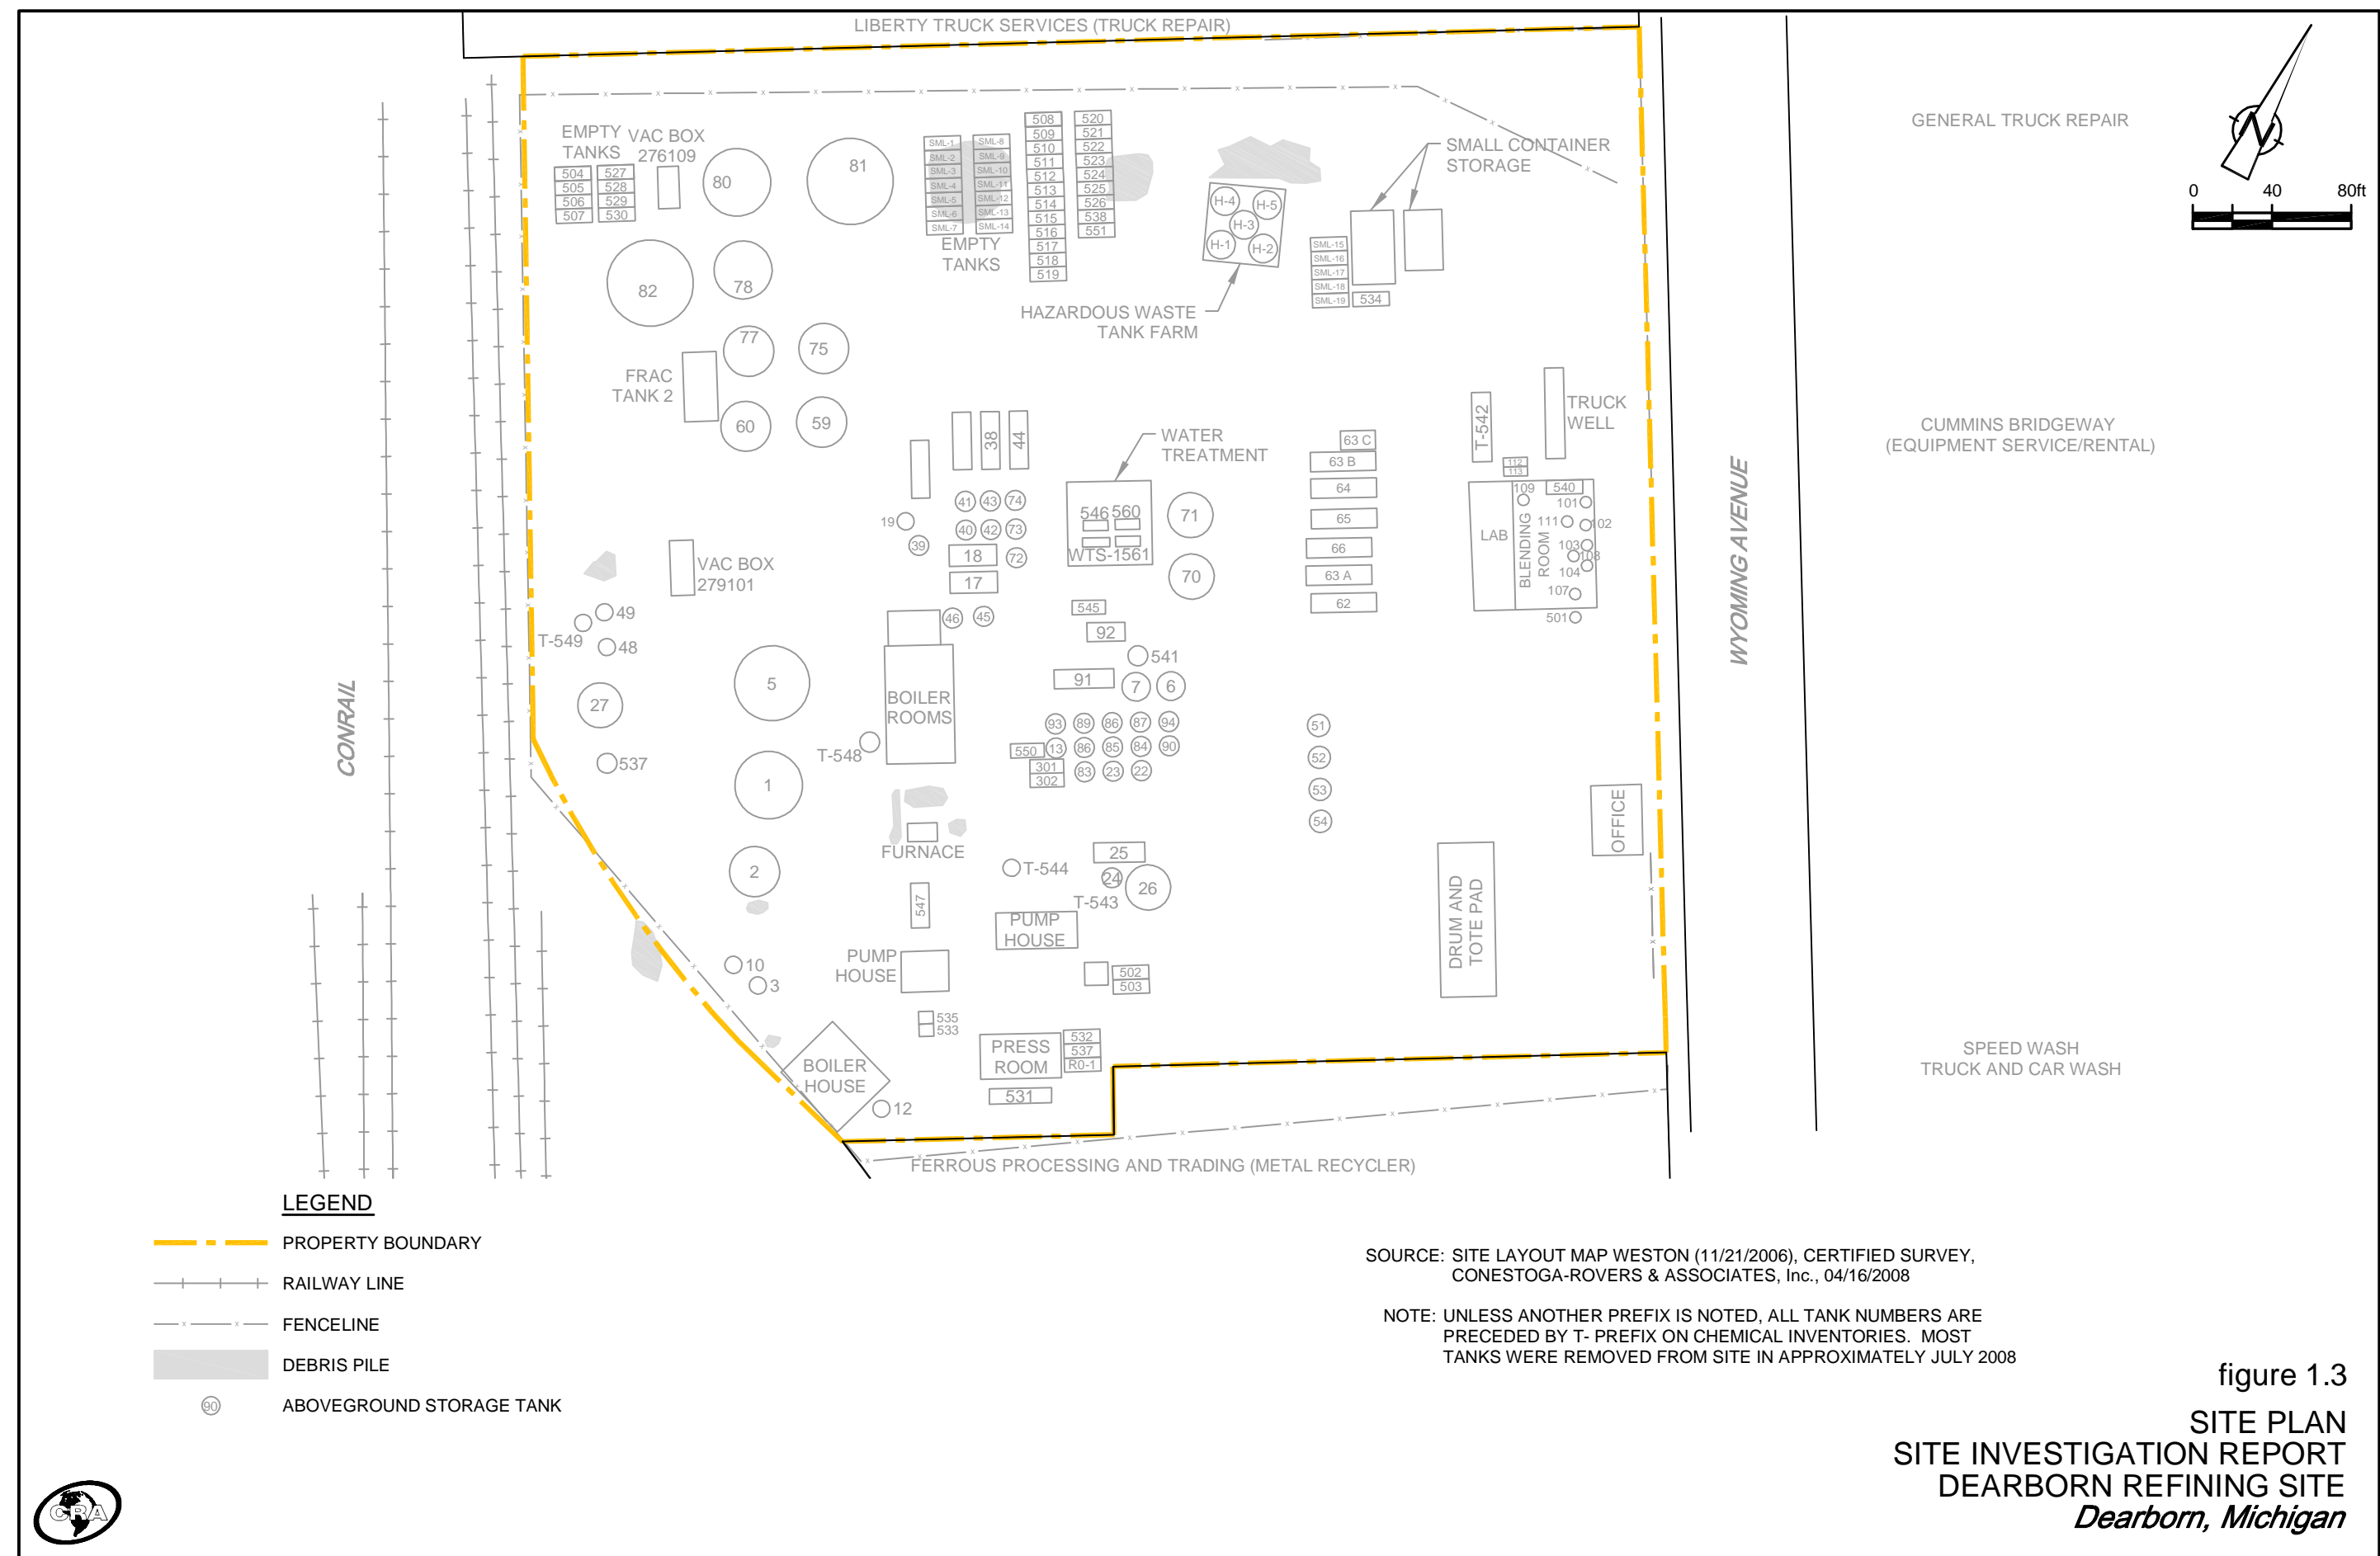 LIBERTY TRUCK SERVICES (TRUCK REPAIR)
GENERAL TRUCK REPAIR
N
0 40 80ft
EMPTY
TANKS
VAC BOX
276109
504
505
506
507
527
528
529
530
80
81
SML-1
SML-2
SML-3
SML-4
SML-5
SML-6
SML-7
SML-8
SML-9
SML-10
SML-11
SML-12
SML-13
SML-14
EMPTY
TANKS
508
509
510
511
512
513
514
515
516
517
518
519
520
521
522
523
524
525
526
538
551
H-4
H-5
H-3
H-1
H-2
HAZARDOUS WASTE
TANK FARM
SMALL CONTAINER
STORAGE
SML-15
SML-16
SML-17
SML-18
SML-19
534
82
78
77
75
FRAC
TANK 2
60
59
38
44
WATER
TREATMENT
63 C
63 B
64
65
66
63 A
62
T-542
TRUCK
WELL
CUMMINS BRIDGEWAY
(EQUIPMENT SERVICE/RENTAL)
WYOMING AVENUE
112
113
109
540
101
111
102
103
108
104
107
501
LAB
BLENDING
ROOM
19
39
41
43
74
40
42
73
18
72
17
546 560
WTS-1561
71
70
VAC BOX
279101
49
T-549
48
46
45
545
92
541
91
7
6
5
27
537
BOILER
ROOMS
T-548
93
89
86
87
94
550
13
86
85
84
90
301
302
83
23
22
51
52
53
54
CONRAIL
1
2
FURNACE
T-544
25
24
T-543
26
OFFICE
547
PUMP
HOUSE
DRUM AND
TOTE PAD
10
3
PUMP
HOUSE
502
503
535
533
PRESS
ROOM
532
537
R0-1
531
BOILER
HOUSE
12
SPEED WASH
TRUCK AND CAR WASH
FERROUS PROCESSING AND TRADING (METAL RECYCLER)
LEGEND
PROPERTY BOUNDARY
RAILWAY LINE
FENCELINE
DEBRIS PILE
90
ABOVEGROUND STORAGE TANK
SOURCE: SITE LAYOUT MAP WESTON (11/21/2006), CERTIFIED SURVEY,
CONESTOGA-ROVERS & ASSOCIATES, Inc., 04/16/2008
NOTE: UNLESS ANOTHER PREFIX IS NOTED, ALL TANK NUMBERS ARE
PRECEDED BY T- PREFIX ON CHEMICAL INVENTORIES. MOST
TANKS WERE REMOVED FROM SITE IN APPROXIMATELY JULY 2008
figure 1.3
SITE PLAN
SITE INVESTIGATION REPORT
DEARBORN REFINING SITE
Dearborn, Michigan
CRA